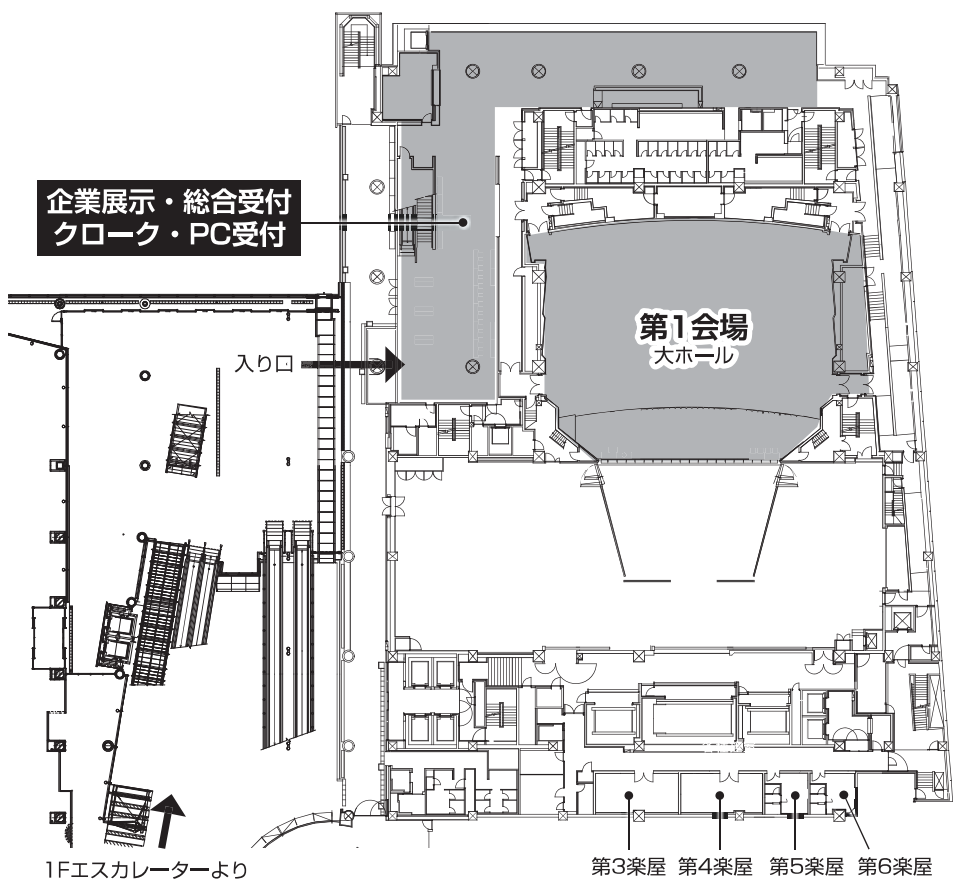 企業展示・総合受付
クローク・PC受付
第1会場
大ホール
入り口
1Fエスカレーターより
第3楽屋
第4楽屋
第5楽屋
第6楽屋